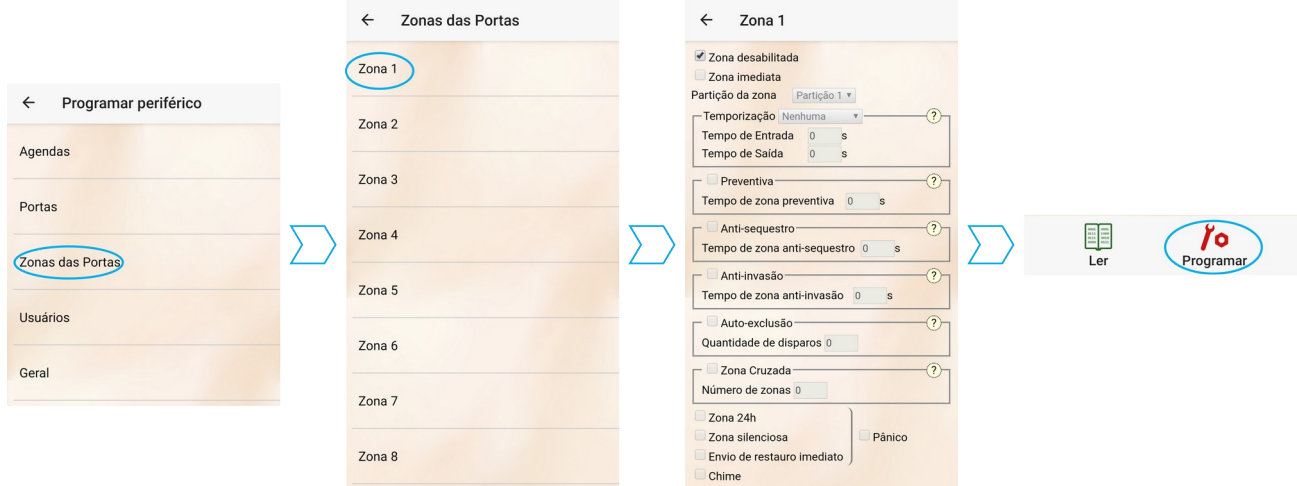 ← Programar periférico
Agendas
Portas
Zonas das Portas
Usuários
Geral
← Zonas das Portas
Zona 1
Zona 2
Zona 3
Zona 4
Zona 5
Zona 6
Zona 7
Zona 8
← Zona 1
Zona desabilitada
Zona imediata
Partição da zona Partição 1
Temporização Nenhuma ?
Tempo de Entrada 0 s
Tempo de Saída 0 s
Preventiva ?
Tempo de zona preventiva 0 s
Anti-sequestro ?
Tempo de zona anti-sequestro 0 s
Anti-invasão ?
Tempo de zona anti-invasão 0 s
Auto-exclusão ?
Quantidade de disparos 0
Zona Cruzada ?
Número de zonas 0
Zona 24h
Zona silenciosa Pânico
Envio de restauro imediato
Chime
Ler Programar